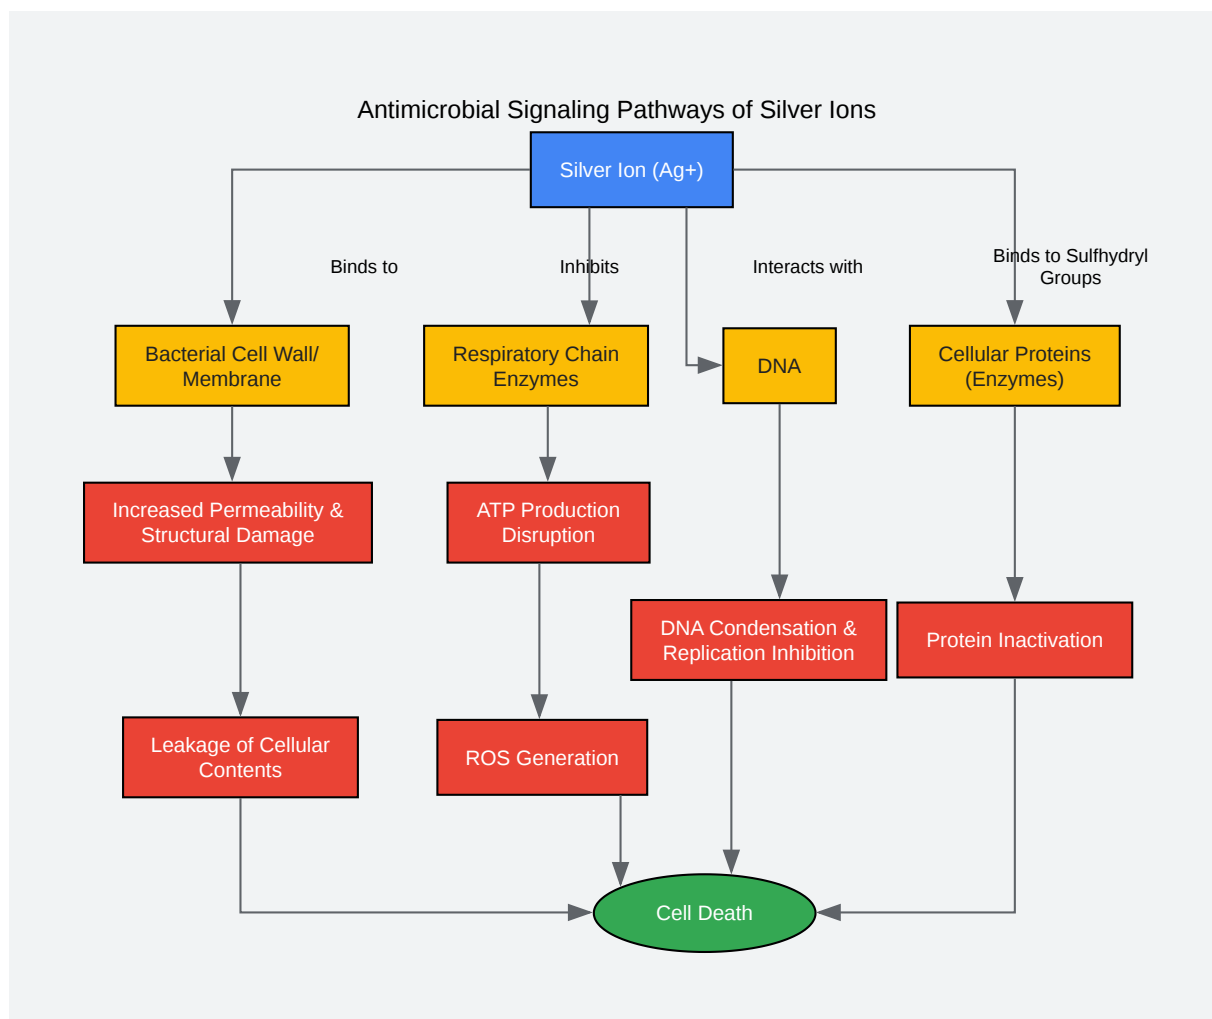 Antimicrobial Signaling Pathways of Silver Ions
Silver Ion (Ag+)
Binds to
Inhibits
Interacts with
Binds to Sulfhydryl
Groups
Bacterial Cell Wall/
Membrane
Respiratory Chain
Enzymes
DNA
Cellular Proteins
(Enzymes)
Increased Permeability &
Structural Damage
ATP Production
Disruption
DNA Condensation &
Replication Inhibition
Protein Inactivation
Leakage of Cellular
Contents
ROS Generation
Cell Death